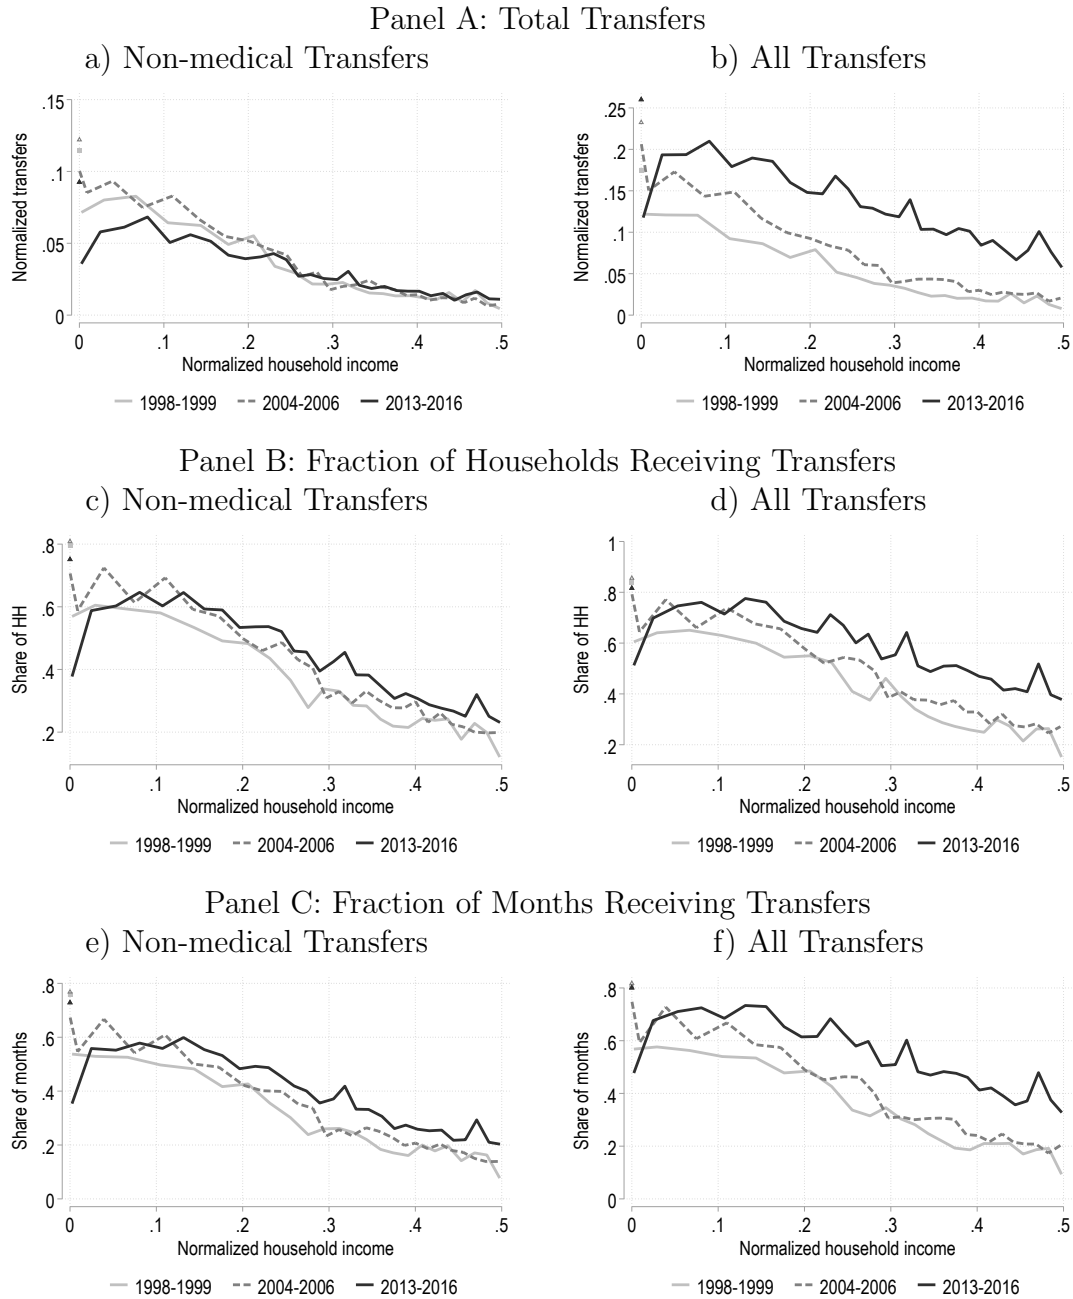 Panel A: Total Transfers
a) Non-medical Transfers
b) All Transfers
Normalized transfers
.15
.1
.05
0
0 .1 .2 .3 .4 .5
Normalized household income
1998-1999 2004-2006 2013-2016
Normalized transfers
.25
.2
.15
.1
.05
0
0 .1 .2 .3 .4 .5
Normalized household income
1998-1999 2004-2006 2013-2016
Panel B: Fraction of Households Receiving Transfers
c) Non-medical Transfers
d) All Transfers
Share of HH
.8
.6
.4
.2
0 .1 .2 .3 .4 .5
Normalized household income
1998-1999 2004-2006 2013-2016
Share of HH
1
.8
.6
.4
.2
0 .1 .2 .3 .4 .5
Normalized household income
1998-1999 2004-2006 2013-2016
Panel C: Fraction of Months Receiving Transfers
e) Non-medical Transfers
f) All Transfers
Share of months
.8
.6
.4
.2
0
0 .1 .2 .3 .4 .5
Normalized household income
1998-1999 2004-2006 2013-2016
Share of months
.8
.6
.4
.2
0
0 .1 .2 .3 .4 .5
Normalized household income
1998-1999 2004-2006 2013-2016